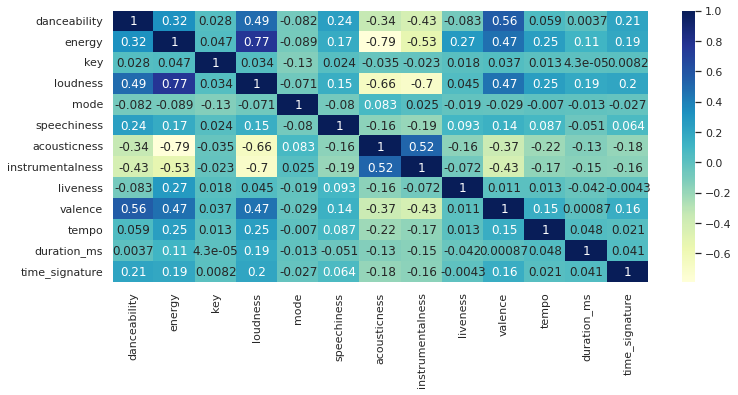 danceability 1 0.32 0.028 0.49 -0.082 0.24 -0.34 -0.43 -0.083 0.56 0.059 0.0037 0.21
energy 0.32 1 0.047 0.77 -0.089 0.17 -0.79 -0.53 0.27 0.47 0.25 0.11 0.19
key 0.028 0.047 1 0.034 -0.13 0.024 -0.035 -0.023 0.018 0.037 0.013 4.3e-05 0.0082
loudness 0.49 0.77 0.034 1 -0.071 0.15 -0.66 -0.7 0.045 0.47 0.25 0.19 0.2
mode -0.082 -0.089 -0.13 -0.071 1 -0.08 0.083 0.025 -0.019 -0.029 -0.007 -0.013 -0.027
speechiness 0.24 0.17 0.024 0.15 -0.08 1 -0.16 -0.19 0.093 0.14 0.087 -0.051 0.064
acousticness -0.34 -0.79 -0.035 -0.66 0.083 -0.16 1 0.52 -0.16 -0.37 -0.22 -0.13 -0.18
instrumentalness -0.43 -0.53 -0.023 -0.7 0.025 -0.19 0.52 1 -0.072 -0.43 -0.17 -0.15 -0.16
liveness -0.083 0.27 0.018 0.045 -0.019 0.093 -0.16 -0.072 1 0.011 0.013 -0.042 -0.0043
valence 0.56 0.47 0.037 0.47 -0.029 0.14 -0.37 -0.43 0.011 1 0.15 0.00087 0.16
tempo 0.059 0.25 0.013 0.25 -0.007 0.087 -0.22 -0.17 0.013 0.15 1 0.048 0.021
duration_ms 0.0037 0.11 4.3e-05 0.19 -0.013 -0.051 -0.13 -0.15 -0.042 0.00087 0.048 1 0.041
time_signature 0.21 0.19 0.0082 0.2 -0.027 0.064 -0.18 -0.16 -0.0043 0.16 0.021 0.041 1
danceability
energy
key
loudness
mode
speechiness
acousticness
instrumentalness
liveness
valence
tempo
duration_ms
time_signature
1.0
0.8
0.6
0.4
0.2
0.0
−0.2
−0.4
−0.6